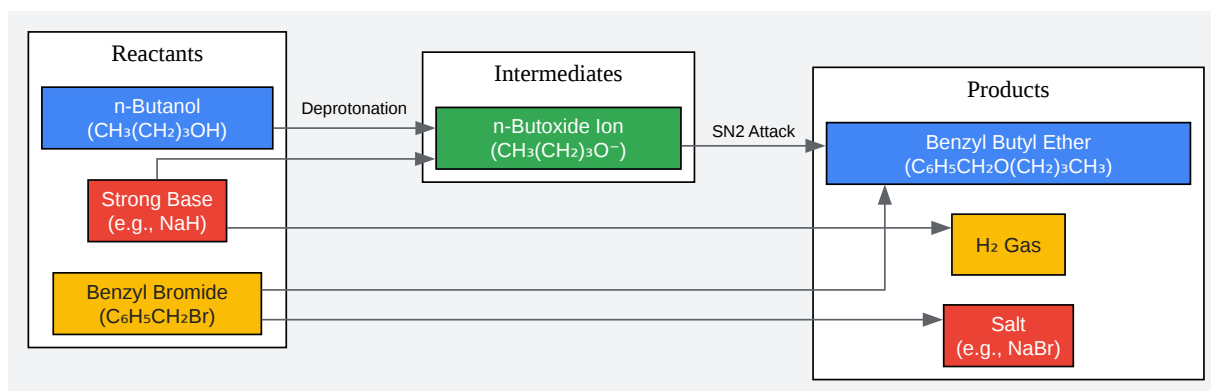 Reactants
n-Butanol
(CH₃(CH₂)₃OH)
Strong Base
(e.g., NaH)
Benzyl Bromide
(C₆H₅CH₂Br)
Deprotonation
Intermediates
n-Butoxide Ion
(CH₃(CH₂)₃O⁻)
SN2 Attack
Products
Benzyl Butyl Ether
(C₆H₅CH₂O(CH₂)₃CH₃)
H₂ Gas
Salt
(e.g., NaBr)